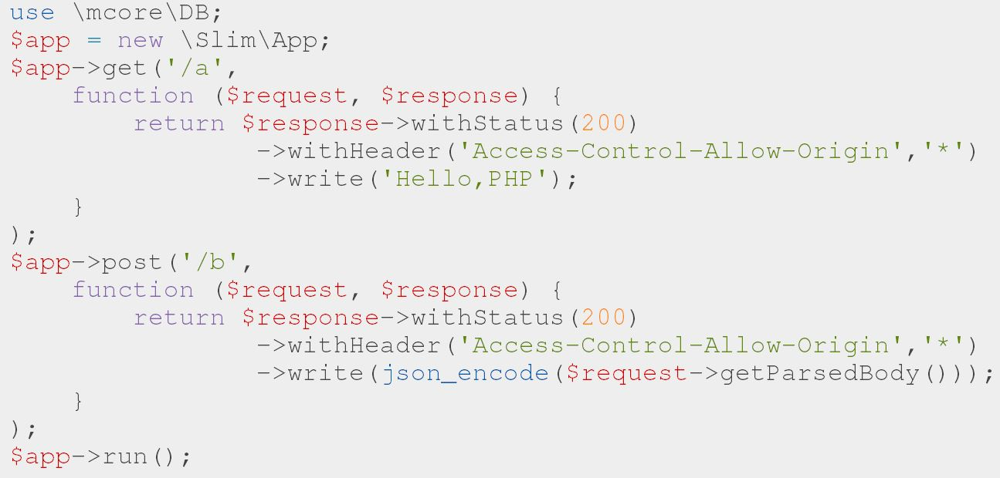 use \mcore\DB;
$app = new \Slim\App;
$app->get('/a',
    function ($request, $response) {
        return $response->withStatus(200)
                ->withHeader('Access-Control-Allow-Origin','*')
                ->write('Hello,PHP');
    }
);
$app->post('/b',
    function ($request, $response) {
        return $response->withStatus(200)
                ->withHeader('Access-Control-Allow-Origin','*')
                ->write(json_encode($request->getParsedBody()));
    }
);
$app->run();